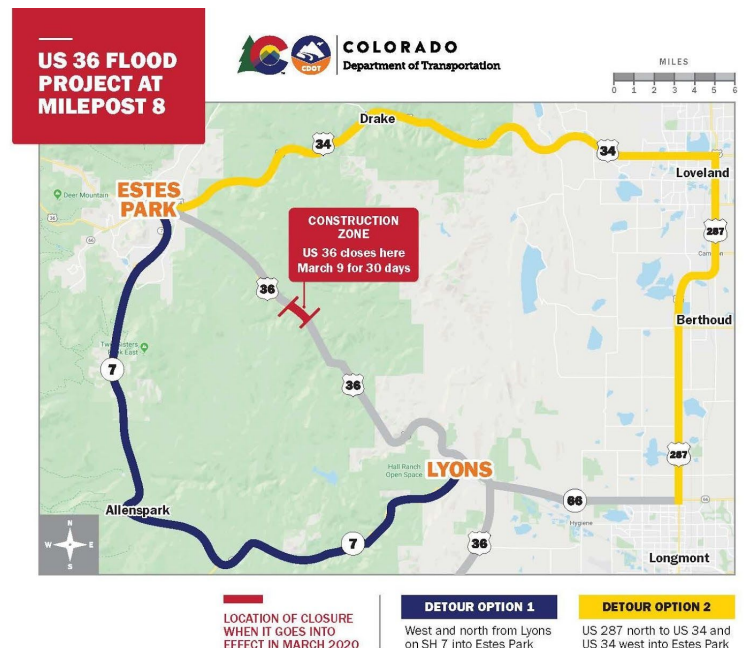 US 36 FLOOD
PROJECT AT
MILEPOST 8
CDOT
COLORADO
Department of Transportation
MILES
0 1 2 3 4 5 6
Drake
34
34
Loveland
ESTES
PARK
Deer Mountain
36
66
287
CONSTRUCTION
ZONE
US 36 closes here
March 9 for 30 days
36
Berthoud
7
36
287
Hall Ranch
Open Space
LYONS
66
66
Hygiene
Allenspark
7
36
Longmont
N
W E
S
LOCATION OF CLOSURE
WHEN IT GOES INTO
EFFECT IN MARCH 2020
DETOUR OPTION 1
West and north from Lyons
on SH 7 into Estes Park
DETOUR OPTION 2
US 287 north to US 34 and
US 34 west into Estes Park